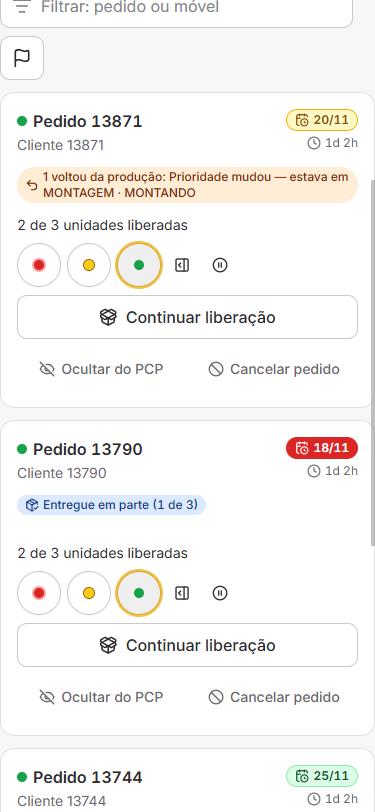 Filtrar: pedido ou móvel
Pedido 13871
20/11
Cliente 13871
1d 2h
1 voltou da produção: Prioridade mudou — estava em
MONTAGEM · MONTANDO
2 de 3 unidades liberadas
Continuar liberação
Ocultar do PCP
Cancelar pedido
Pedido 13790
18/11
Cliente 13790
1d 2h
Entregue em parte (1 de 3)
2 de 3 unidades liberadas
Continuar liberação
Ocultar do PCP
Cancelar pedido
Pedido 13744
25/11
Cliente 13744
1d 2h